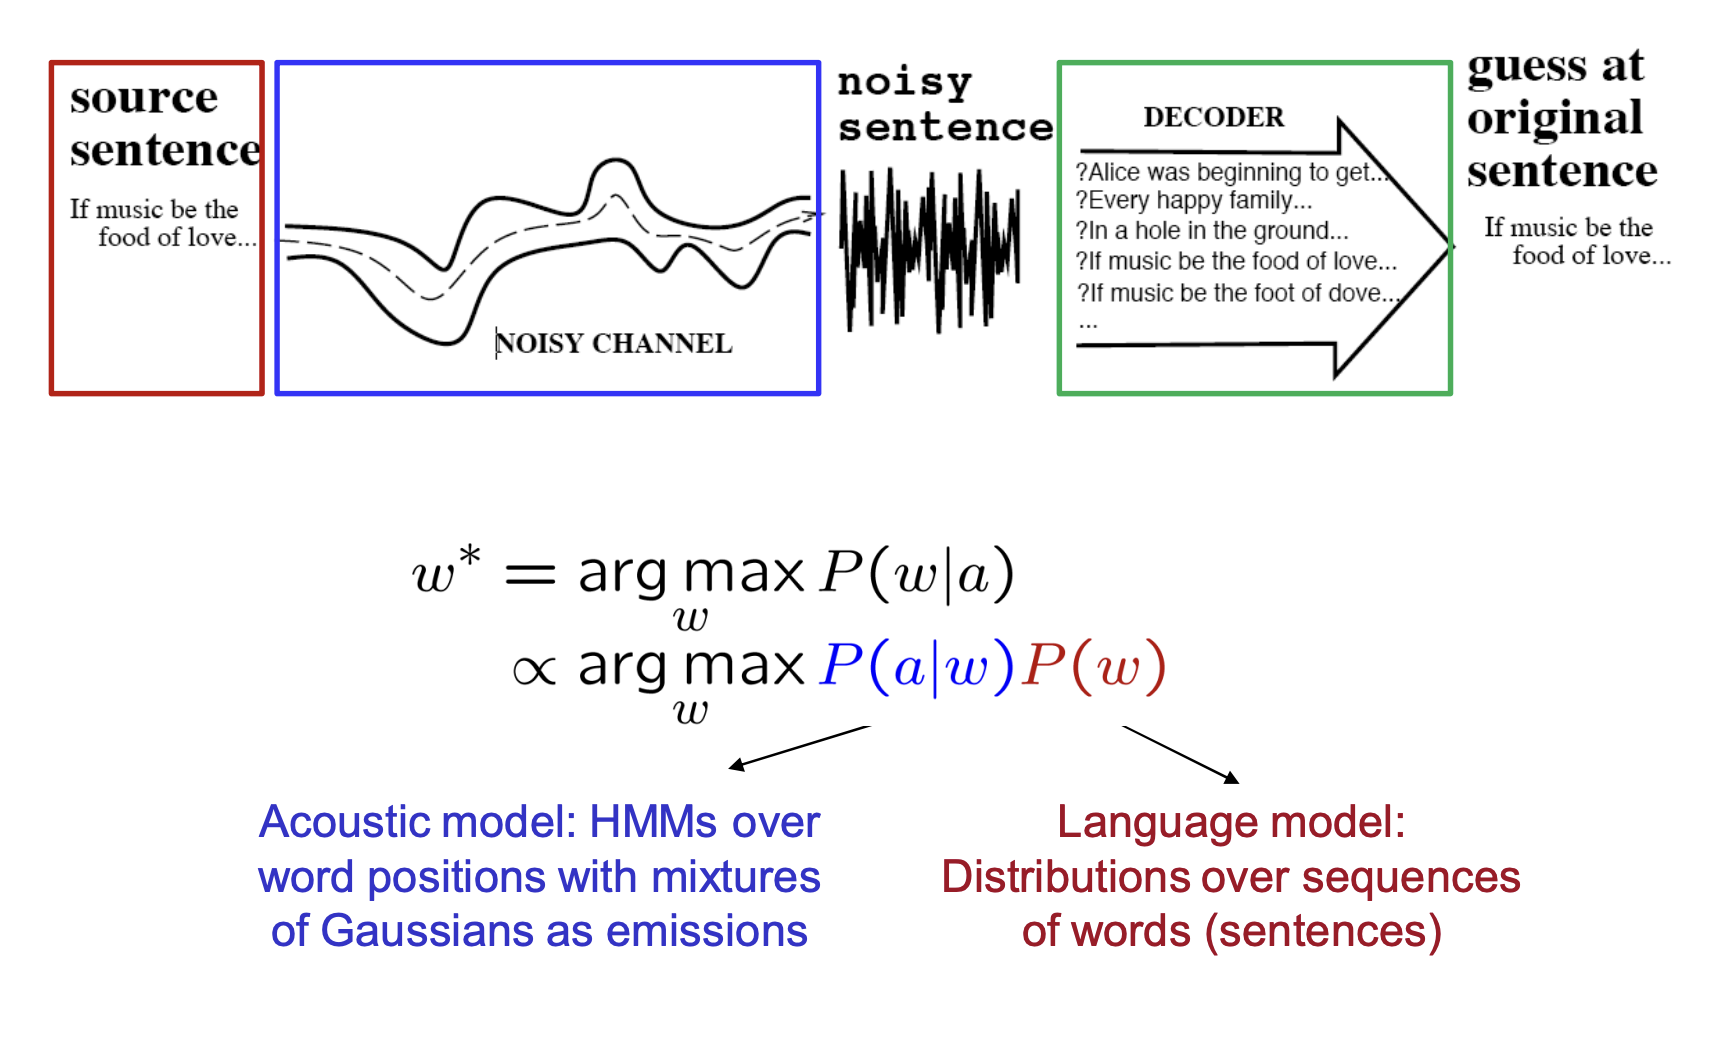 source
sentence
If music be the
food of love...
NOISY CHANNEL
noisy
sentence
DECODER
?Alice was beginning to get...
?Every happy family...
?In a hole in the ground...
?If music be the food of love...
?If music be the foot of dove...
...
guess at
original
sentence
If music be the
food of love...
w* = arg max P(w|a)
w
∝ arg max P(a|w)P(w)
w
Acoustic model: HMMs over
word positions with mixtures
of Gaussians as emissions
Language model:
Distributions over sequences
of words (sentences)